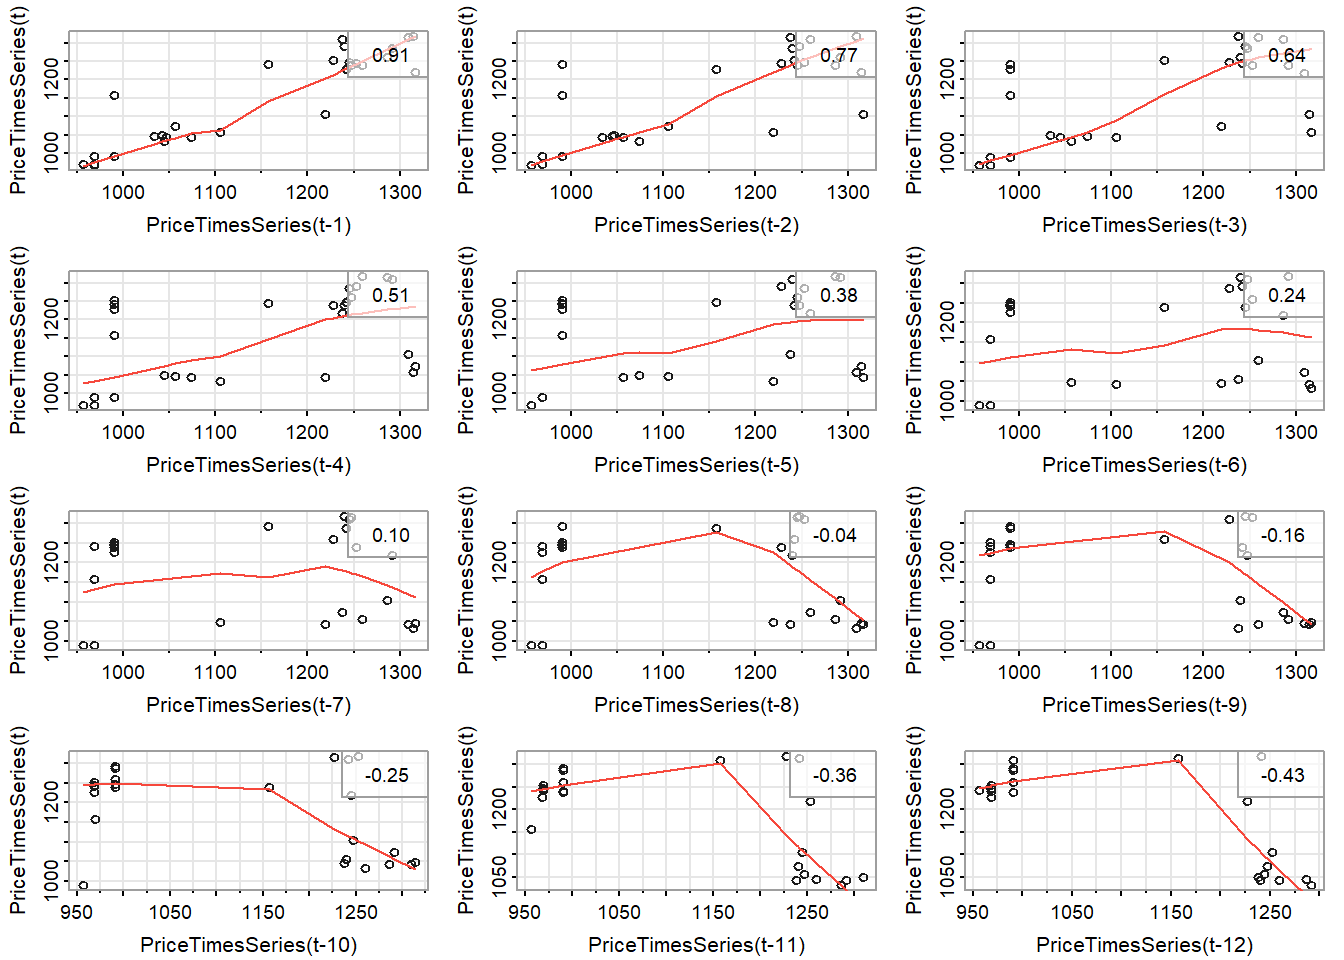 PriceTimesSeries(t)
1000 1200
0.91
1000 1100 1200 1300
PriceTimesSeries(t-1)
PriceTimesSeries(t)
1000 1200
0.77
1000 1100 1200 1300
PriceTimesSeries(t-2)
PriceTimesSeries(t)
1000 1200
0.64
1000 1100 1200 1300
PriceTimesSeries(t-3)
PriceTimesSeries(t)
1000 1200
0.51
1000 1100 1200 1300
PriceTimesSeries(t-4)
PriceTimesSeries(t)
1000 1200
0.38
1000 1100 1200 1300
PriceTimesSeries(t-5)
PriceTimesSeries(t)
1000 1200
0.24
1000 1100 1200 1300
PriceTimesSeries(t-6)
PriceTimesSeries(t)
1000 1200
0.10
1000 1100 1200 1300
PriceTimesSeries(t-7)
PriceTimesSeries(t)
1000 1200
-0.04
1000 1100 1200 1300
PriceTimesSeries(t-8)
PriceTimesSeries(t)
1000 1200
-0.16
1000 1100 1200 1300
PriceTimesSeries(t-9)
PriceTimesSeries(t)
1000 1200
-0.25
950 1050 1150 1250
PriceTimesSeries(t-10)
PriceTimesSeries(t)
1050 1200
-0.36
950 1050 1150 1250
PriceTimesSeries(t-11)
PriceTimesSeries(t)
1050 1200
-0.43
950 1050 1150 1250
PriceTimesSeries(t-12)